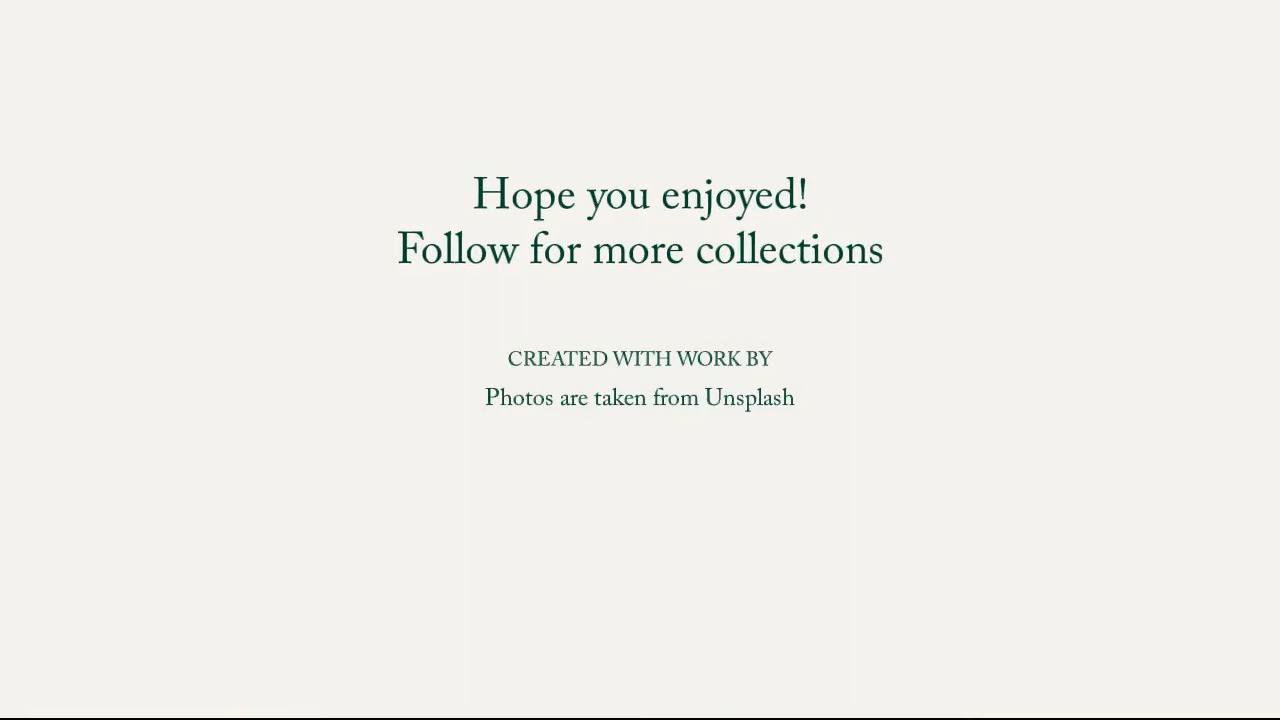 Hope you enjoyed!
Follow for more collections
CREATED WITH WORK BY
Photos are taken from Unsplash